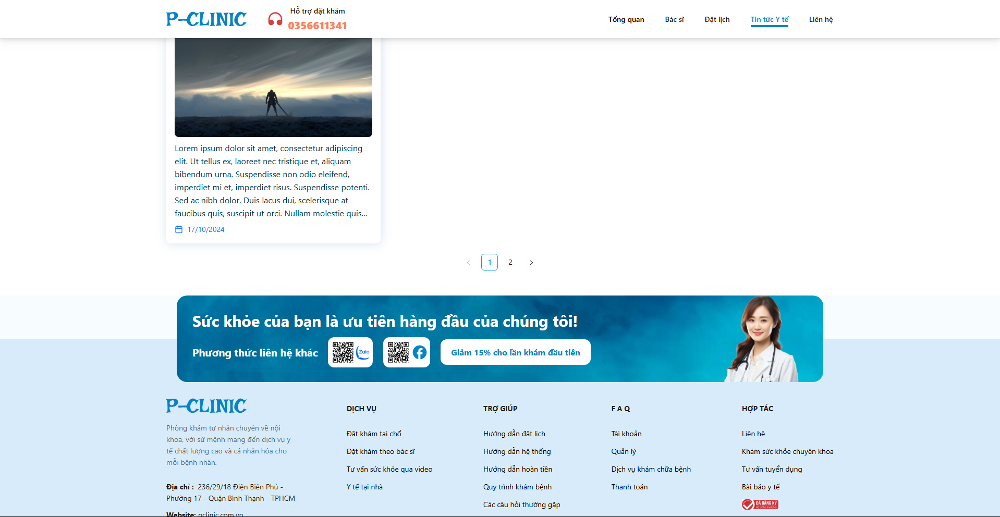 P-CLINIC
Hỗ trợ đặt khám
0356611341
Tổng quan
Bác sĩ
Đặt lịch
Tin tức Y tế
Liên hệ
Lorem ipsum dolor sit amet, consectetur adipiscing
elit. Ut tellus ex, laoreet nec tristique et, aliquam
bibendum urna. Suspendisse non odio eleifend,
imperdiet mi et, imperdiet risus. Suspendisse potenti.
Sed ac nibh dolor. Duis lacus dui, scelerisque at
faucibus quis, suscipit ut orci. Nullam molestie quis...
17/10/2024
< 1 2 >
Sức khỏe của bạn là ưu tiên hàng đầu của chúng tôi!
Phương thức liên hệ khác
Zalo
Giảm 15% cho lần khám đầu tiên
P-CLINIC
Phòng khám tư nhân chuyên về nội
khoa, với sứ mệnh mang đến dịch vụ y
tế chất lượng cao và cá nhân hóa cho
mỗi bệnh nhân.
Địa chỉ : 236/29/18 Điện Biên Phủ -
Phường 17 - Quận Bình Thạnh - TPHCM
Website: pclinic.com.vn
DỊCH VỤ
Đặt khám tại chổ
Đặt khám theo bác sĩ
Tư vấn sức khỏe qua video
Y tế tại nhà
TRỢ GIÚP
Hướng dẫn đặt lịch
Hướng dẫn hệ thống
Hướng dẫn hoàn tiền
Quy trình khám bệnh
Các câu hỏi thường gặp
F A Q
Tài khoản
Quản lý
Dịch vụ khám chữa bệnh
Thanh toán
HỢP TÁC
Liên hệ
Khám sức khỏe chuyên khoa
Tư vấn tuyển dụng
Bài báo y tế
ĐÃ ĐĂNG KÝ
BỘ CÔNG THƯƠNG